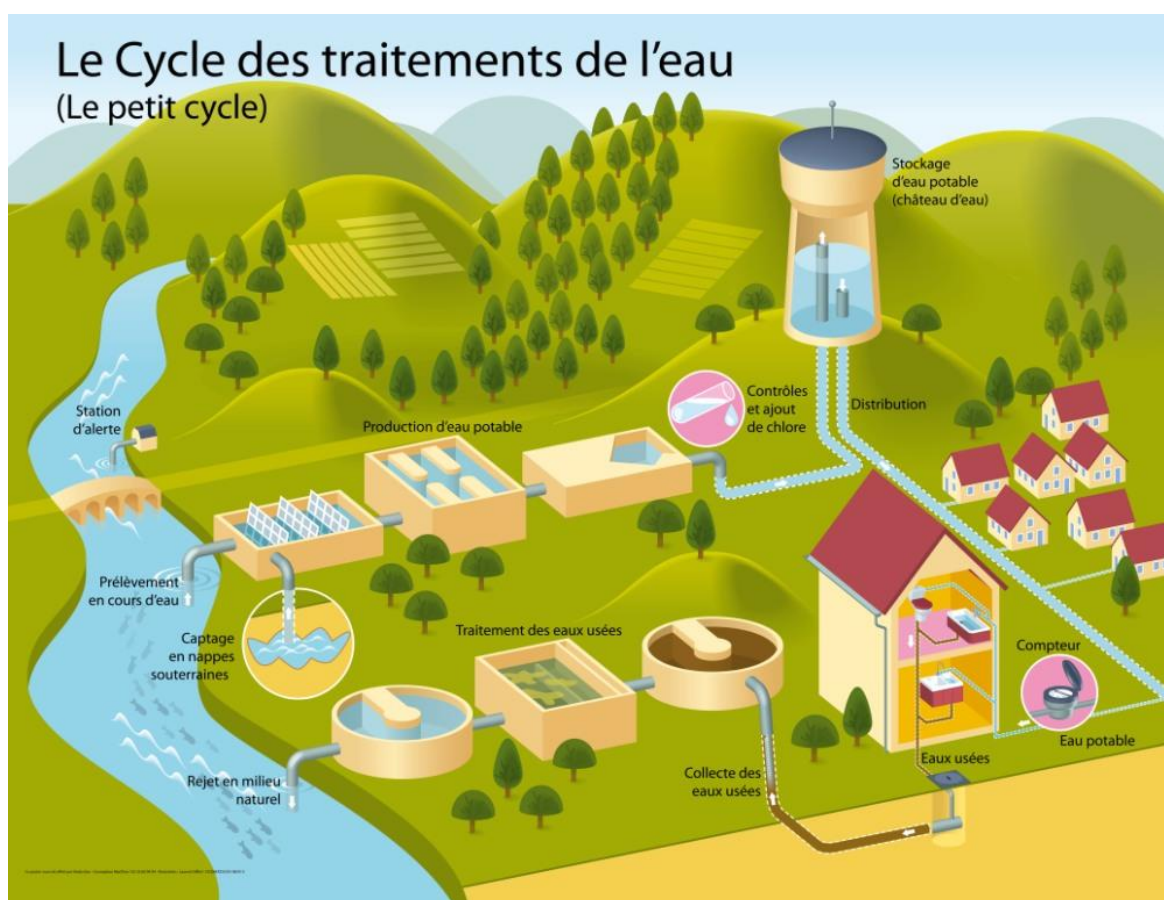 Le Cycle des traitements de l'eau
(Le petit cycle)
Stockage
d'eau potable
(château d'eau)
Station
d'alerte
Production d'eau potable
Contrôles
et ajout
de chlore
Distribution
Prélèvement
en cours d'eau
Captage
en nappes
souterraines
Traitement des eaux usées
Compteur
Eau potable
Eaux usées
Rejet en milieu
naturel
Collecte des
eaux usées